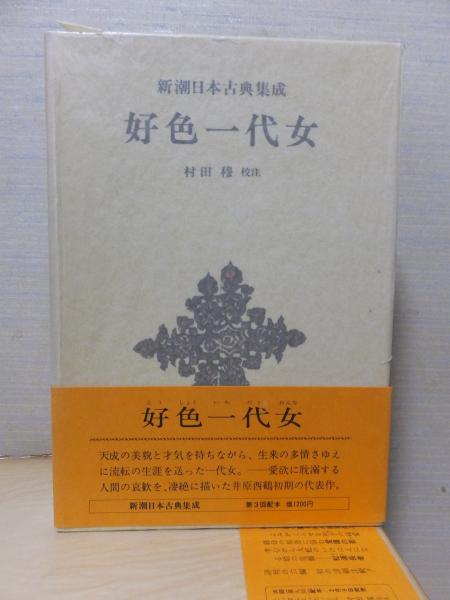 新潮日本古典集成
好色一代女
村田 穆 校注
こう しょく いち だい おんな
好色一代女
天成の美貌と才気を持ちながら、生来の多情さゆえ
に流転の生涯を送った一代女。――愛欲に耽溺する
人間の哀歓を、凄絶に描いた井原西鶴初期の代表作。
新潮日本古典集成 第3回配本 価1200円